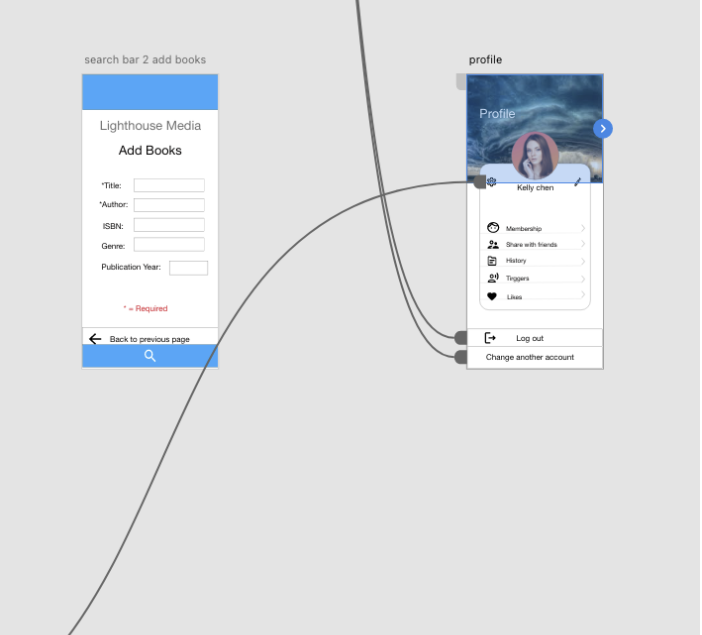 search bar 2 add books
Lighthouse Media
Add Books
*Title:
*Author:
ISBN:
Genre:
Publication Year:
* = Required
Back to previous page
profile
Profile
Kelly chen
Membership
Share with friends
History
Tirggers
Likes
Log out
Change another account